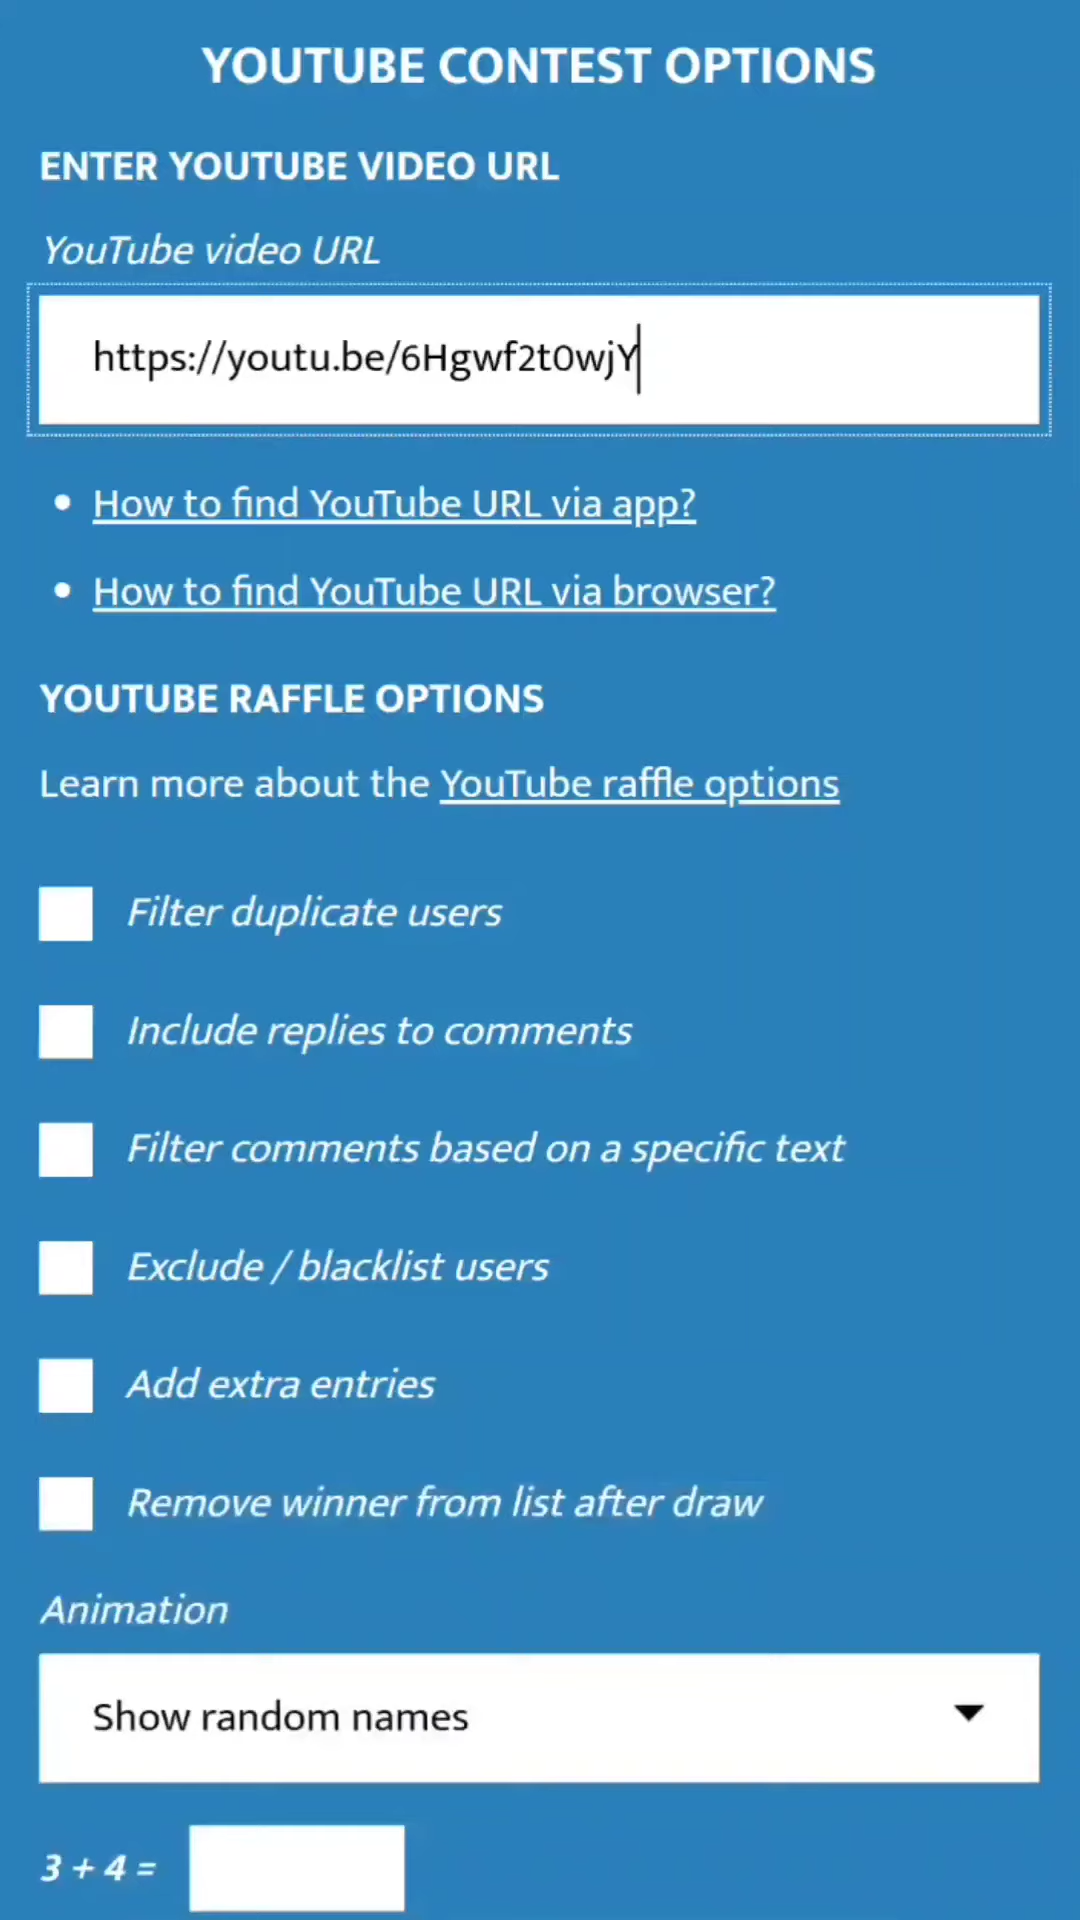 YOUTUBE CONTEST OPTIONS
ENTER YOUTUBE VIDEO URL
YouTube video URL
https://youtu.be/6Hgwf2t0wjY
How to find YouTube URL via app?
How to find YouTube URL via browser?
YOUTUBE RAFFLE OPTIONS
Learn more about the YouTube raffle options
Filter duplicate users
Include replies to comments
Filter comments based on a specific text
Exclude / blacklist users
Add extra entries
Remove winner from list after draw
Animation
Show random names
3 + 4 =